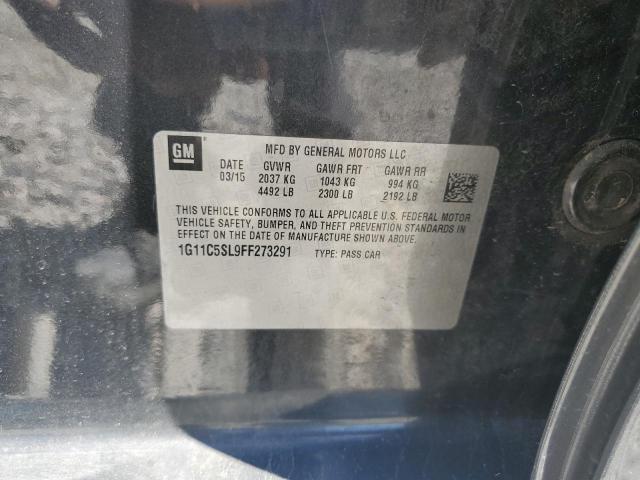 GM
MFD BY GENERAL MOTORS LLC
DATE GVWR GAWR FRT GAWR RR
03/15 2037 KG 1043 KG 994 KG
4492 LB 2300 LB 2192 LB
THIS VEHICLE CONFORMS TO ALL APPLICABLE U.S. FEDERAL MOTOR
VEHICLE SAFETY, BUMPER, AND THEFT PREVENTION STANDARDS
IN EFFECT ON THE DATE OF MANUFACTURE SHOWN ABOVE.
1G11C5SL9FF273291 TYPE: PASS CAR